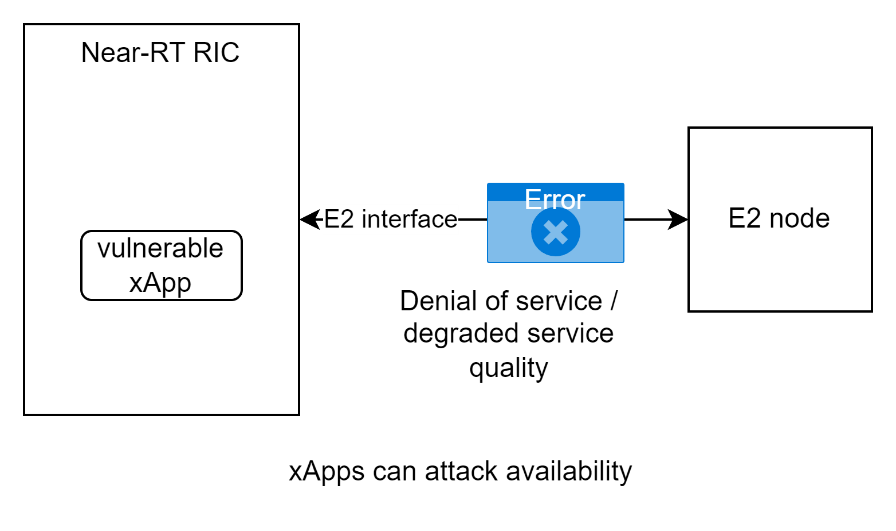 Near-RT RIC
vulnerable
xApp
E2 interface
Error
E2 node
Denial of service /
degraded service
quality
xApps can attack availability